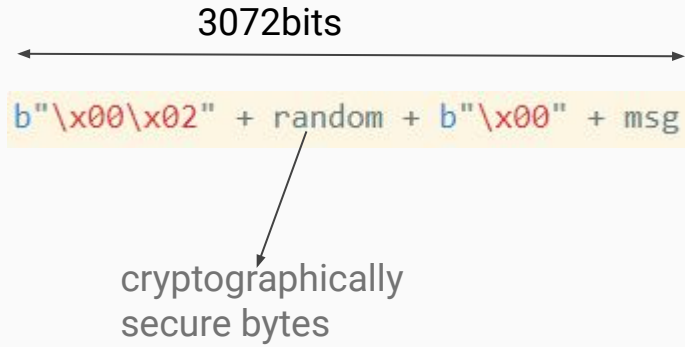 3072bits
b"\x00\x02" + random + b"\x00" + msg
cryptographically
secure bytes